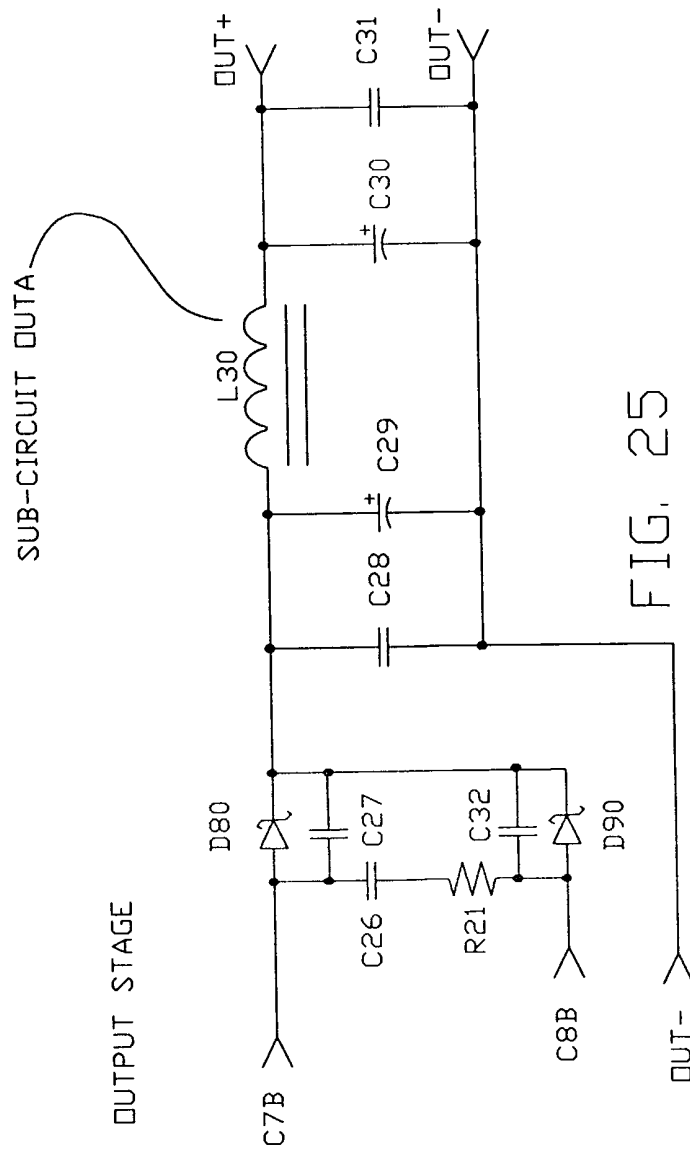 SUB-CIRCUIT OUTA
OUTPUT STAGE
OUT+
L30
C31
C30
C29
C28
D80
C27
C26
C32
R21
D90
C7B
C8B
OUT-
OUT-
+
+
FIG. 25